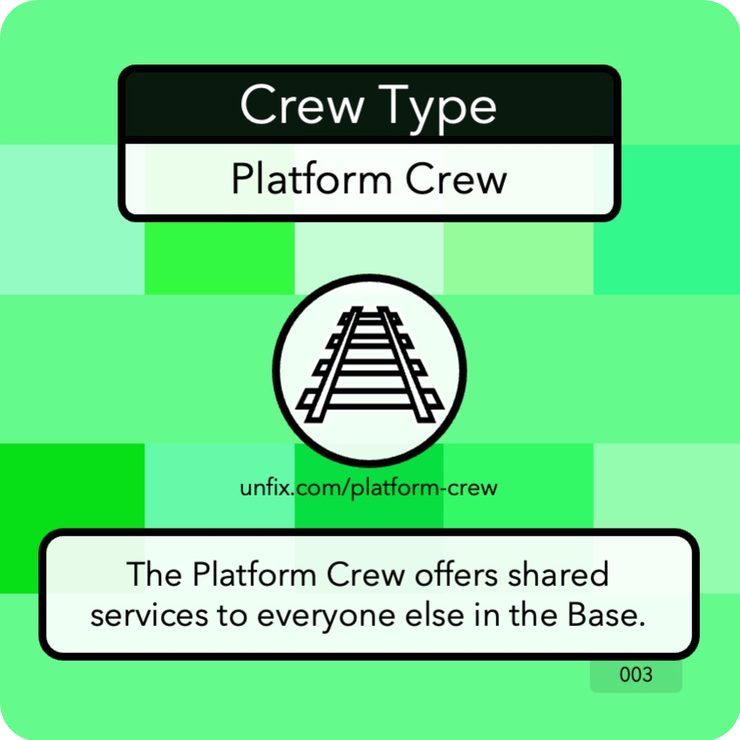 Crew Type
Platform Crew
unfix.com/platform-crew
The Platform Crew offers shared
services to everyone else in the Base.
003